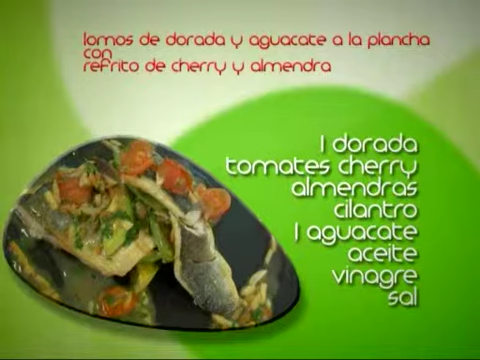 lomos de dorada y aguacate a la plancha
con
refrito de cherry y almendra
1 dorada
tomates cherry
almendras
cilantro
1 aguacate
aceite
vinagre
sal